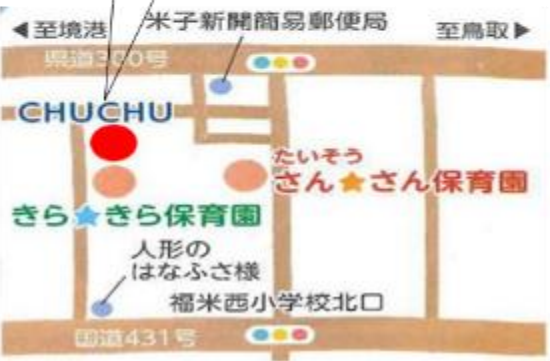 ◀至境港
米子新開簡易郵便局
至鳥取▶
県道300号
CHUCHU
たいそう
さん★さん保育園
きら★きら保育園
人形の
はなふさ様
福米西小学校北口
国道431号